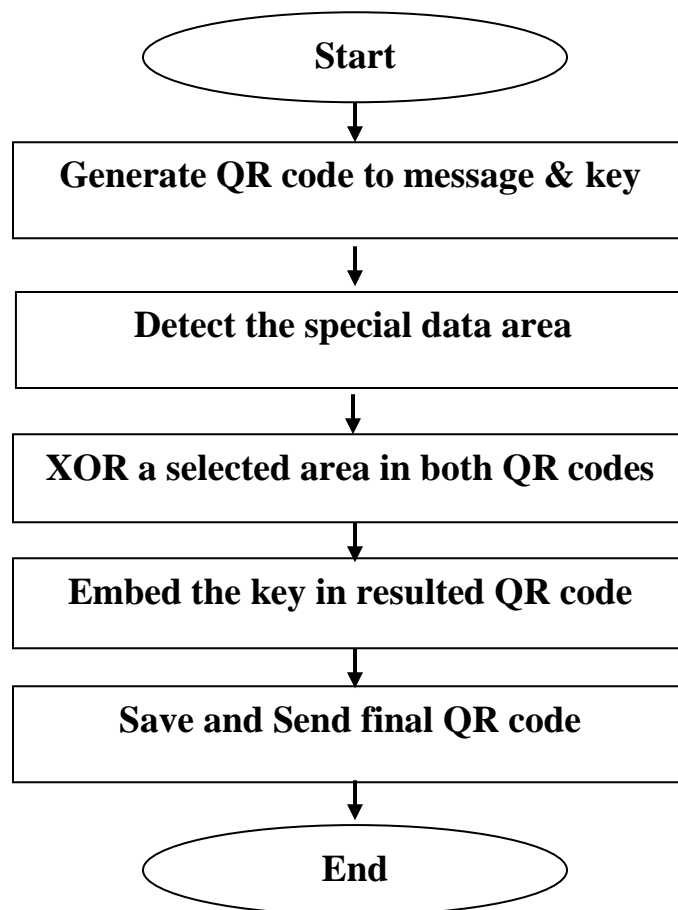 Start
Generate QR code to message & key
Detect the special data area
XOR a selected area in both QR codes
Embed the key in resulted QR code
Save and Send final QR code
End